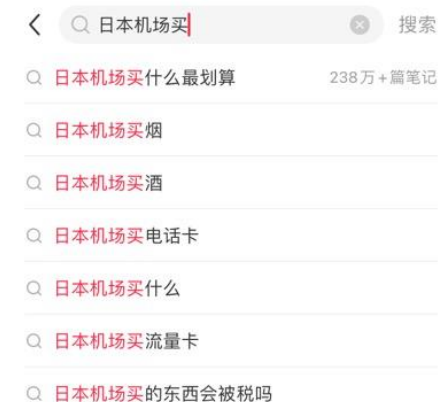 日本机场买 搜索
日本机场买什么最划算 238万+篇笔记
日本机场买烟
日本机场买酒
日本机场买电话卡
日本机场买什么
日本机场买流量卡
日本机场买的东西会被税吗